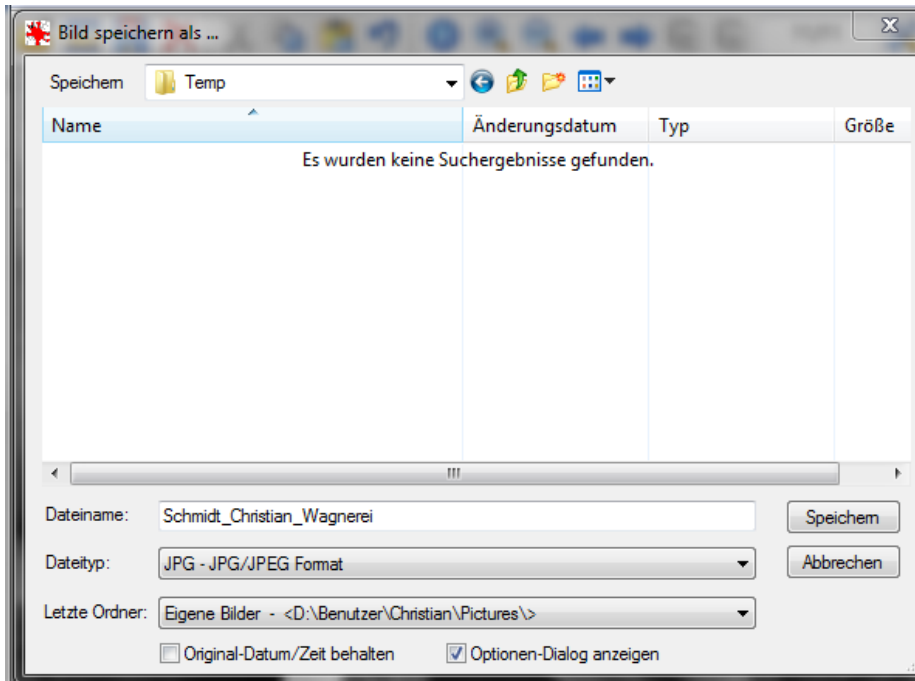 Bild speichern als ...
Speichern Temp
Name Änderungsdatum Typ Größe
Es wurden keine Suchergebnisse gefunden.
Dateiname: Schmidt_Christian_Wagnerei Speichern
Dateityp: JPG - JPG/JPEG Format Abbrechen
Letzte Ordner: Eigene Bilder - <D:\Benutzer\Christian\Pictures\>
Original-Datum/Zeit behalten Optionen-Dialog anzeigen